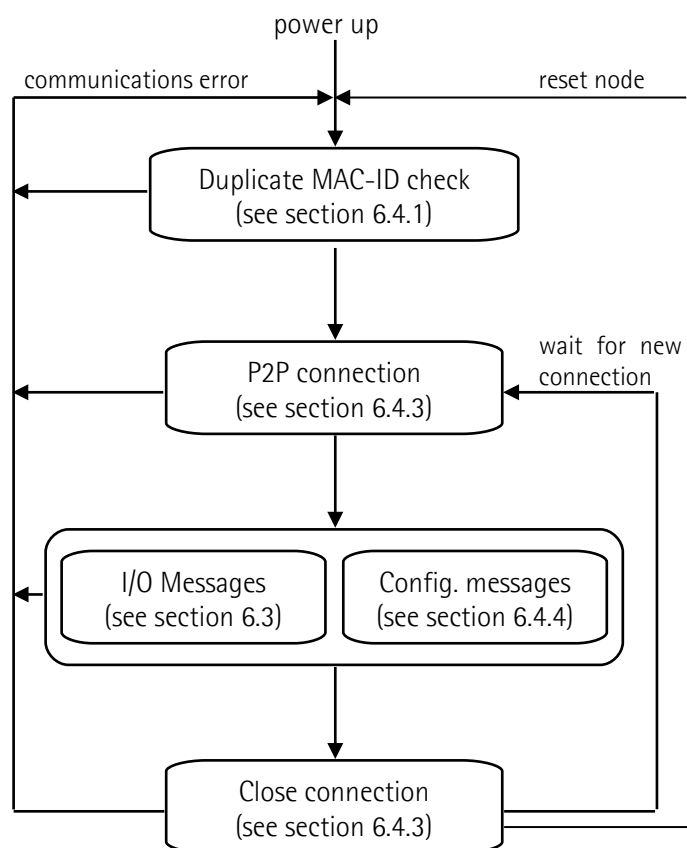 power up
communications error
reset node
Duplicate MAC-ID check
(see section 6.4.1)
wait for new
connection
P2P connection
(see section 6.4.3)
I/O Messages
(see section 6.3)
Config. messages
(see section 6.4.4)
Close connection
(see section 6.4.3)